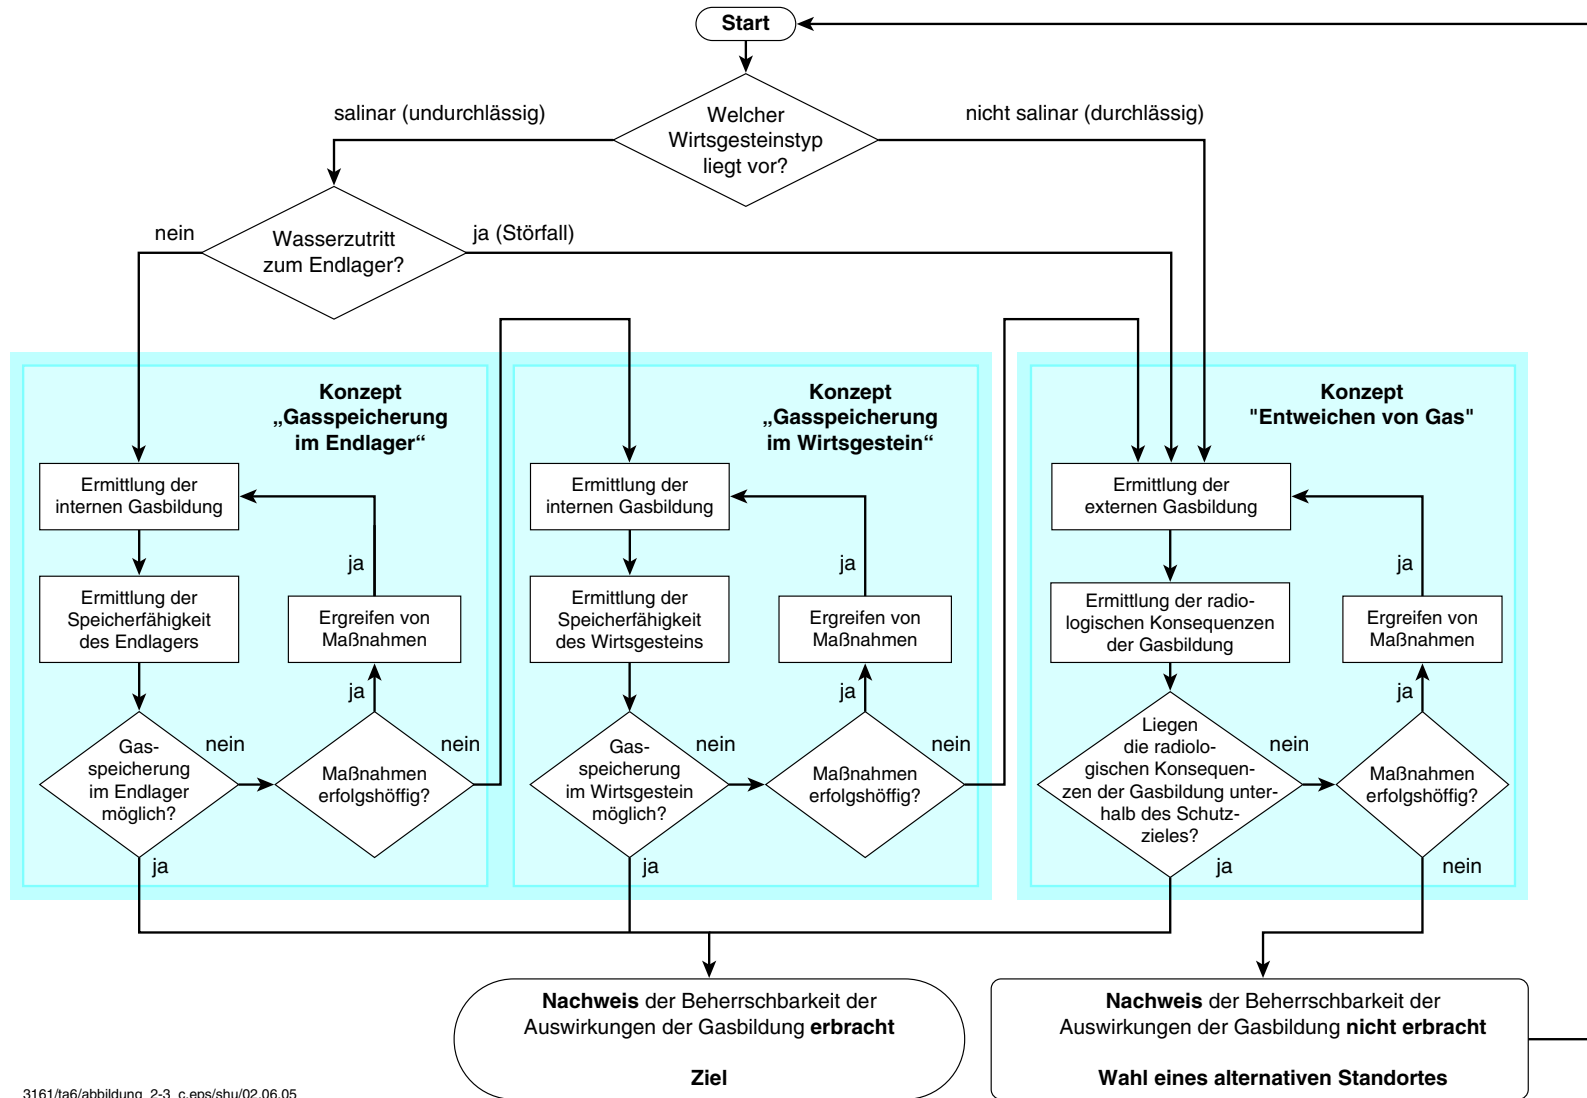 Start
Welcher
Wirtsgesteinstyp
liegt vor?
salinar (undurchlässig)
nicht salinar (durchlässig)
Wasserzutritt
zum Endlager?
nein
ja (Störfall)
Konzept
„Gasspeicherung
im Endlager“
Ermittlung der
internen Gasbildung
ja
Ermittlung der
Speicherfähigkeit
des Endlagers
Ergreifen von
Maßnahmen
ja
Gas-
speicherung
im Endlager
möglich?
nein
Maßnahmen
erfolgshöffig?
nein
ja
Konzept
„Gasspeicherung
im Wirtsgestein“
Ermittlung der
internen Gasbildung
ja
Ermittlung der
Speicherfähigkeit
des Wirtsgesteins
Ergreifen von
Maßnahmen
ja
Gas-
speicherung
im Wirtsgestein
möglich?
nein
Maßnahmen
erfolgshöffig?
nein
ja
Konzept
"Entweichen von Gas"
Ermittlung der
externen Gasbildung
ja
Ermittlung der radio-
logischen Konsequenzen
der Gasbildung
Ergreifen von
Maßnahmen
ja
Liegen
die radiolo-
gischen Konsequen-
zen der Gasbildung unter-
halb des Schutz-
zieles?
nein
Maßnahmen
erfolgshöffig?
ja
nein
Nachweis der Beherrschbarkeit der
Auswirkungen der Gasbildung erbracht
Ziel
Nachweis der Beherrschbarkeit der
Auswirkungen der Gasbildung nicht erbracht
Wahl eines alternativen Standortes
3161/ta6/abbildung_2-3_c.eps/shu/02.06.05